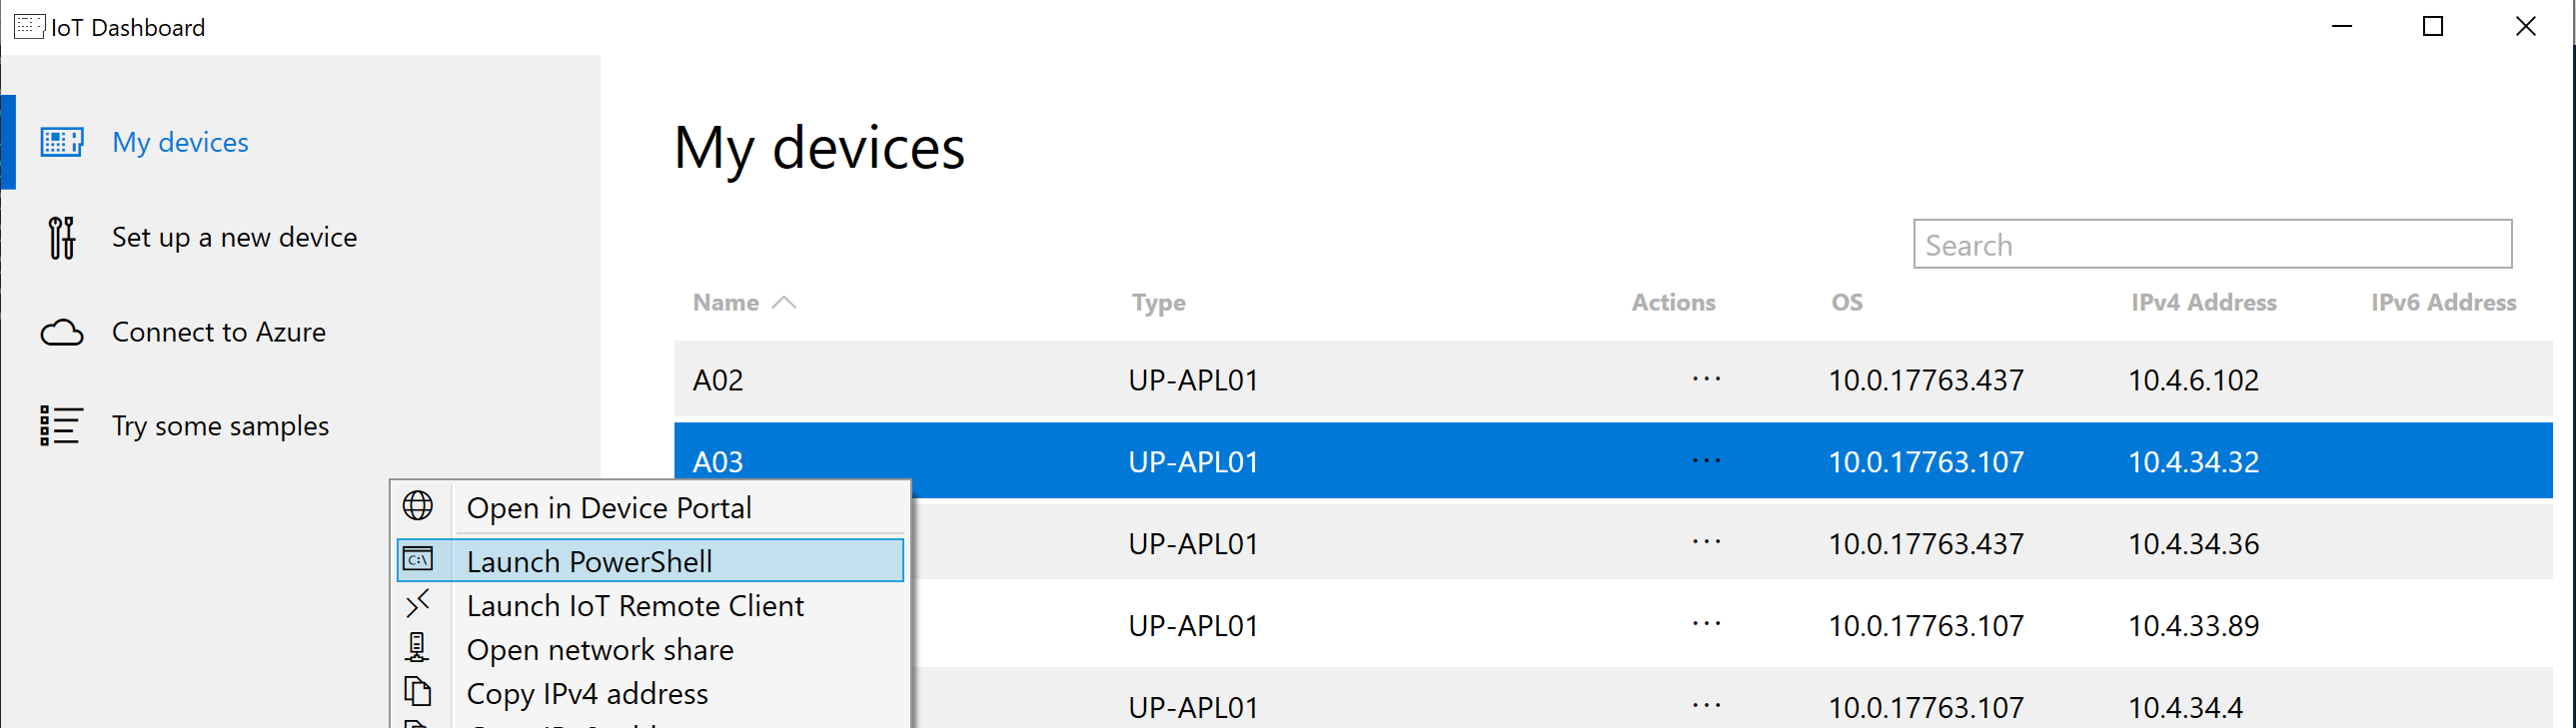 IoT Dashboard
My devices
Set up a new device
Connect to Azure
Try some samples
My devices
Search
Name Type Actions OS IPv4 Address IPv6 Address
A02 UP-APL01 ... 10.0.17763.437 10.4.6.102
A03 UP-APL01 ... 10.0.17763.107 10.4.34.32
UP-APL01 ... 10.0.17763.437 10.4.34.36
UP-APL01 ... 10.0.17763.107 10.4.33.89
UP-APL01 ... 10.0.17763.107 10.4.34.4
Open in Device Portal
C:\ Launch PowerShell
Launch IoT Remote Client
Open network share
Copy IPv4 address